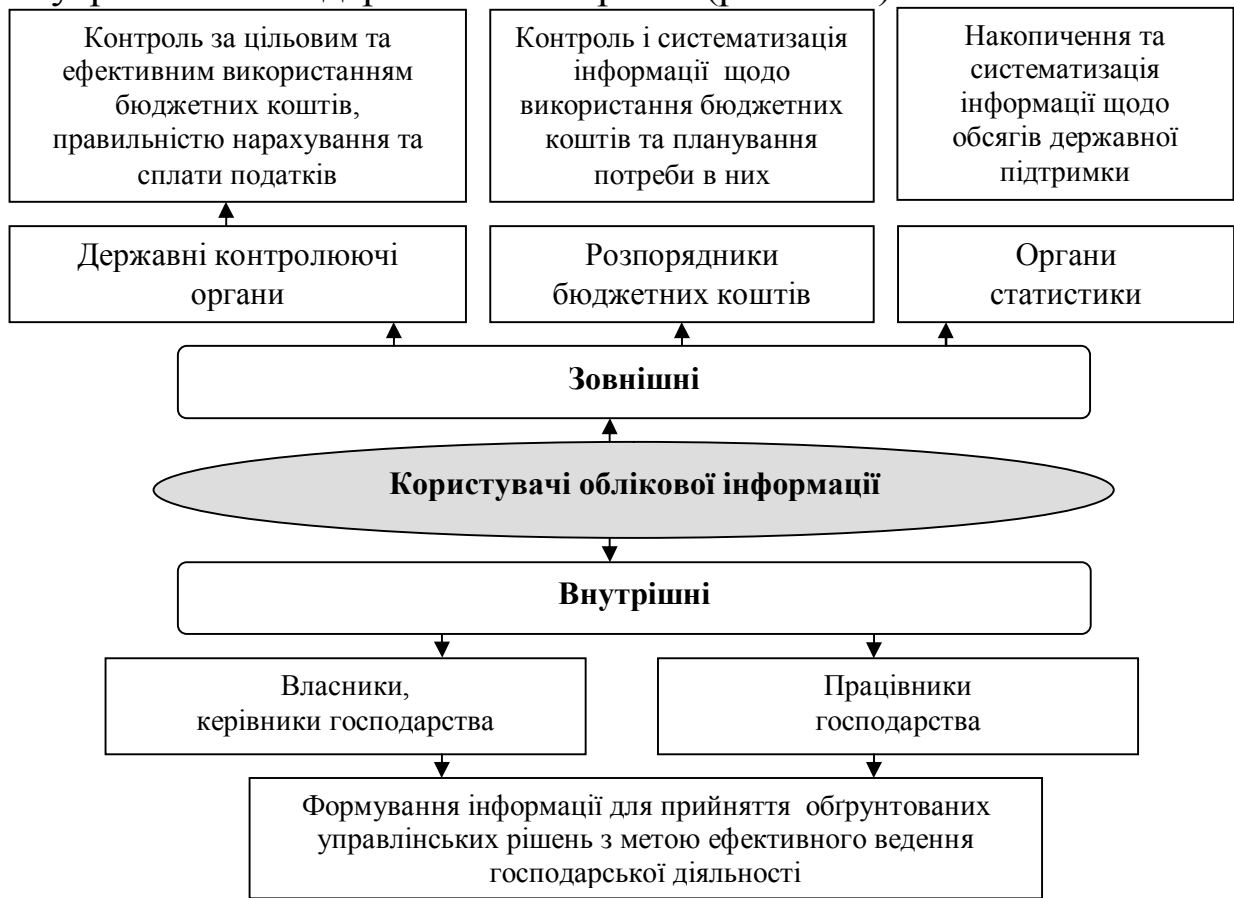 Контроль за цільовим та
ефективним використанням
бюджетних коштів,
правильністю нарахування та
сплати податків
Контроль і систематизація
інформації щодо
використання бюджетних
коштів та планування
потреби в них
Накопичення та
систематизація
інформації щодо
обсягів державної
підтримки
Державні контролюючі
органи
Розпорядники
бюджетних коштів
Органи
статистики
Зовнішні
Користувачі облікової інформації
Внутрішні
Власники,
керівники господарства
Працівники
господарства
Формування інформації для прийняття обґрунтованих
управлінських рішень з метою ефективного ведення
господарської діяльності